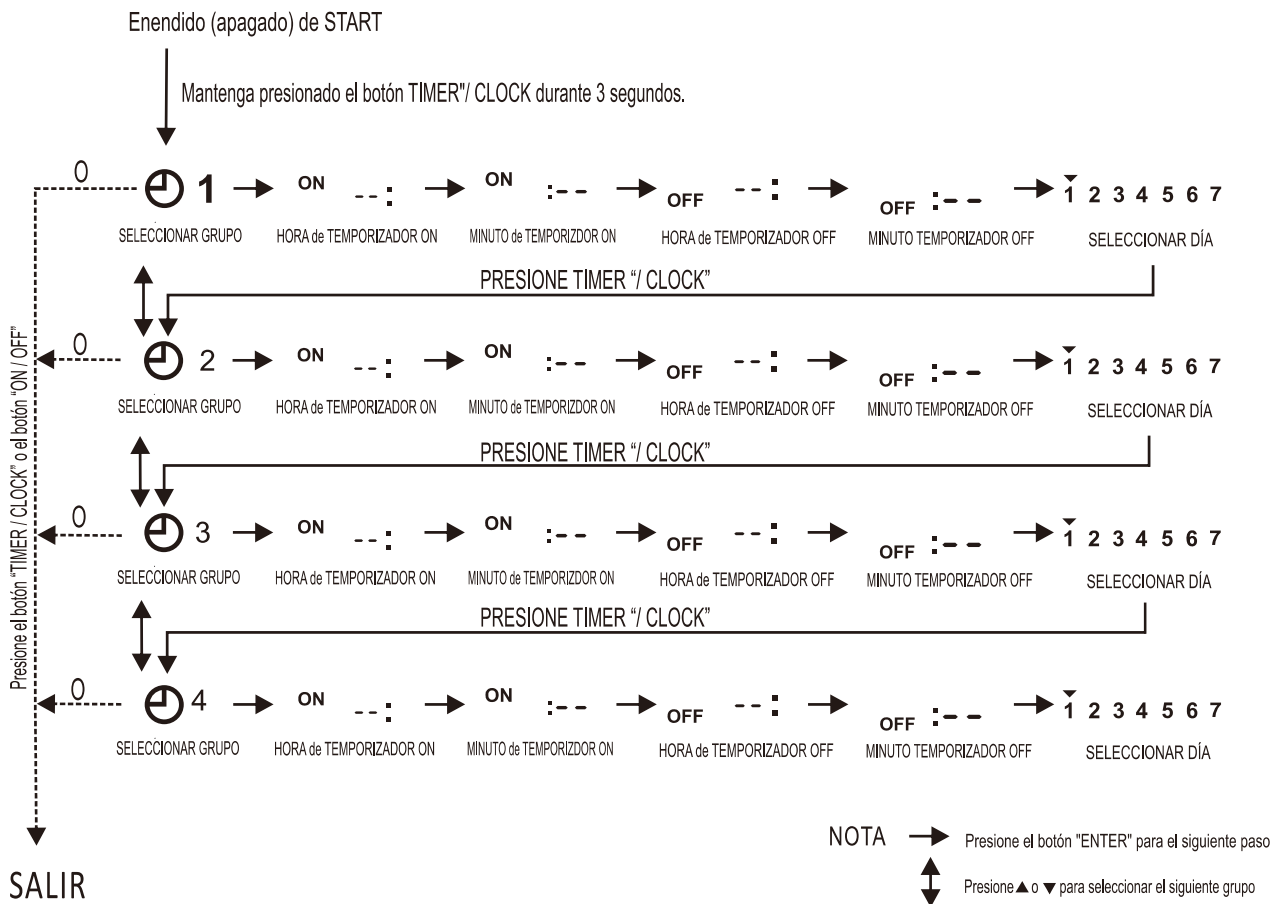 Enendido (apagado) de START
Mantenga presionado el botón TIMER"/ CLOCK durante 3 segundos.
0 1 ON --: ON :-- OFF --: OFF :-- 1 2 3 4 5 6 7
SELECCIONAR GRUPO HORA de TEMPORIZADOR ON MINUTO de TEMPORIZDOR ON HORA de TEMPORIZADOR OFF MINUTO TEMPORIZADOR OFF SELECCIONAR DÍA
PRESIONE TIMER “/ CLOCK”
0 2 ON --: ON :-- OFF --: OFF :-- 1 2 3 4 5 6 7
SELECCIONAR GRUPO HORA de TEMPORIZADOR ON MINUTO de TEMPORIZDOR ON HORA de TEMPORIZADOR OFF MINUTO TEMPORIZADOR OFF SELECCIONAR DÍA
PRESIONE TIMER “/ CLOCK”
0 3 ON --: ON :-- OFF --: OFF :-- 1 2 3 4 5 6 7
SELECCIONAR GRUPO HORA de TEMPORIZADOR ON MINUTO de TEMPORIZDOR ON HORA de TEMPORIZADOR OFF MINUTO TEMPORIZADOR OFF SELECCIONAR DÍA
PRESIONE TIMER “/ CLOCK”
0 4 ON --: ON :-- OFF --: OFF :-- 1 2 3 4 5 6 7
SELECCIONAR GRUPO HORA de TEMPORIZADOR ON MINUTO de TEMPORIZDOR ON HORA de TEMPORIZADOR OFF MINUTO TEMPORIZADOR OFF SELECCIONAR DÍA
Presione el botón “TIMER / CLOCK” o el botón “ON / OFF”
SALIR
NOTA Presione el botón "ENTER" para el siguiente paso
Presione ▲ o ▼ para seleccionar el siguiente grupo